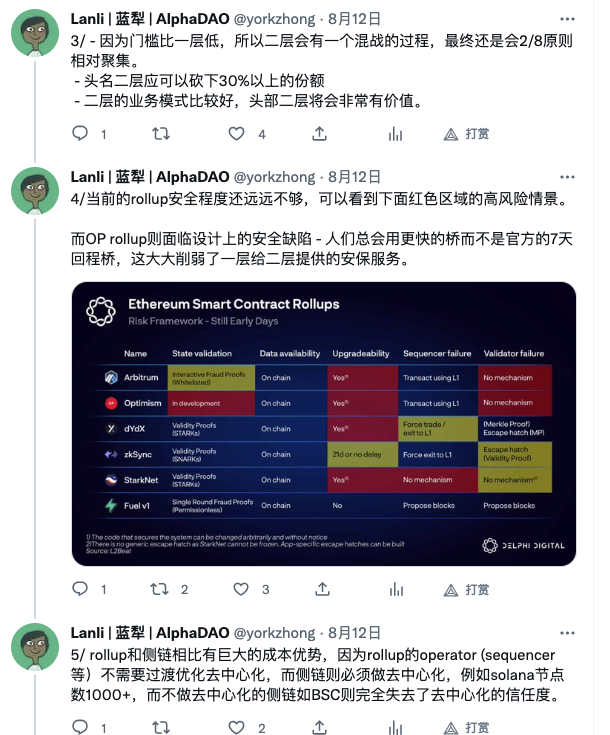 Lanli | 蓝犁 | AlphaDAO @yorkzhong · 8月12日
3/ - 因为门槛比一层低，所以二层会有一个混战的过程，最终还是会2/8原则
相对聚集。
- 头名二层应可以砍下30%以上的份额
- 二层的业务模式比较好，头部二层将会非常有价值。
1 4 打赏
Lanli | 蓝犁 | AlphaDAO @yorkzhong · 8月12日
4/当前的rollup安全程度还远远不够，可以看到下面红色区域的高风险情景。
而OP rollup则面临设计上的安全缺陷 - 人们总会用更快的桥而不是官方的7天
回程桥，这大大削弱了一层给二层提供的安保服务。
Ethereum Smart Contract Rollups
Risk Framework - Still Early Days
Name State validation Data availability Upgradeability Sequencer failure Validator failure
Arbitrum Interactive Fraud Proofs (Whitelisted) On chain Yes¹⁾ Transact using L1 No mechanism
Optimism In development On chain Yes¹⁾ Transact using L1 No mechanism
dYdX Validity Proofs (STARKs) On chain Yes¹⁾ Force trade / exit to L1 (Merkle Proof) Escape hatch (MP)
zkSync Validity Proofs (SNARKs) On chain 21d or no delay Force exit to L1 Escape hatch (Validity Proof)
StarkNet Validity Proofs (STARKs) On chain Yes¹⁾ No mechanism No mechanism²⁾
Fuel v1 Single Round Fraud Proofs (Permissionless) On chain No Propose blocks Propose blocks
1) The code that secures the system can be changed arbitrarily and without notice
2)There is no generic escape hatch as StarkNet cannot be frozen. App-specific escape hatches can be built
Source: L2Beat
DELPHI DIGITAL
1 2 3 打赏
Lanli | 蓝犁 | AlphaDAO @yorkzhong · 8月12日
5/ rollup和侧链相比有巨大的成本优势，因为rollup的operator (sequencer
等）不需要过渡优化去中心化，而侧链则必须做去中心化，例如solana节点
数1000+，而不做去中心化的侧链如BSC则完全失去了去中心化的信任度。
1 2 打赏